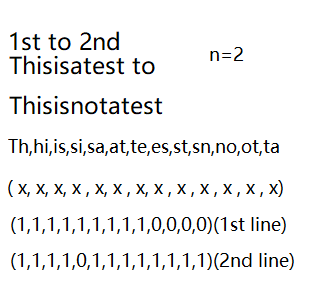 1st to 2nd
n=2
Thisisatest to
Thisisnotatest
Th,hi,is,si,sa,at,te,es,st,sn,no,ot,ta
( x, x, x, x , x, x , x, x , x , x , x , x , x)
(1,1,1,1,1,1,1,1,1,0,0,0,0)(1st line)
(1,1,1,1,0,1,1,1,1,1,1,1,1)(2nd line)